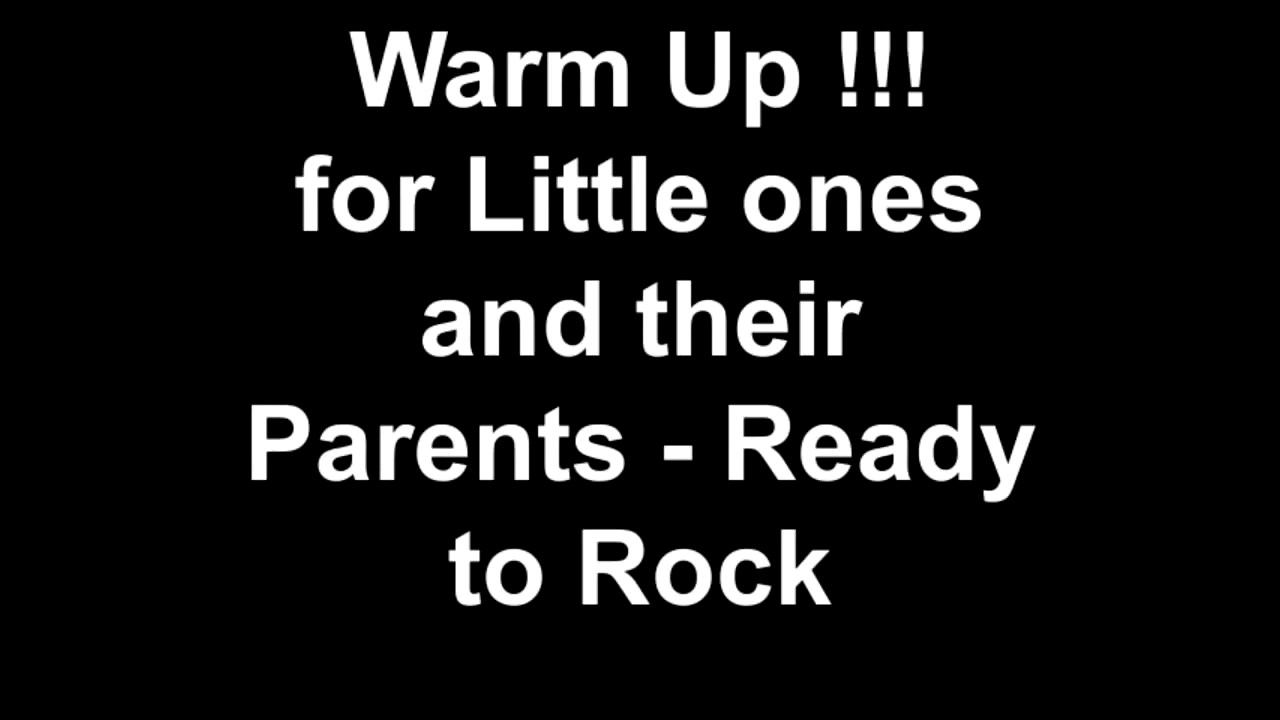 Warm Up !!!
for Little ones
and their
Parents - Ready
to Rock